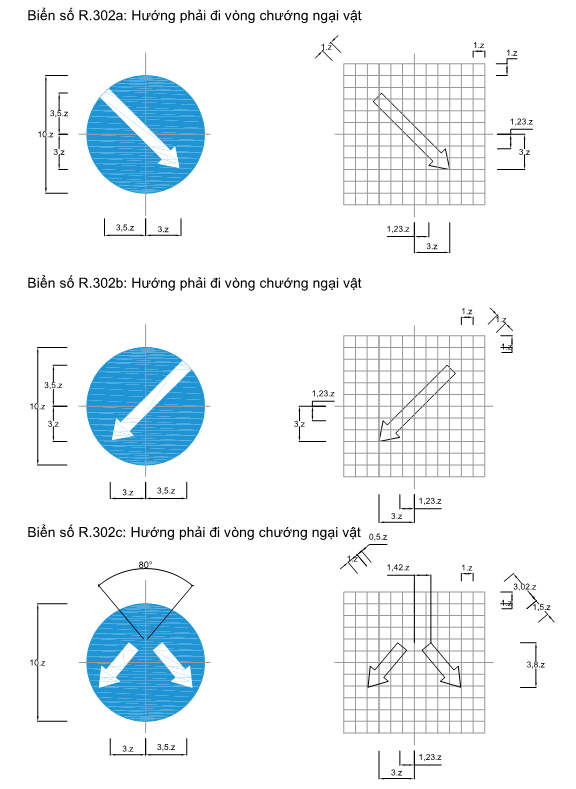 Biển số R.302a: Hướng phải đi vòng chướng ngại vật
1.z
1.z
1.z
3,5.z
10.z
3.z
1,23.z
3.z
3,5.z
3.z
1,23.z
3.z
Biển số R.302b: Hướng phải đi vòng chướng ngại vật
1.z
1.z
1.z
3,5.z
10.z
3.z
1,23.z
3.z
3.z
3,5.z
1,23.z
3.z
Biển số R.302c: Hướng phải đi vòng chướng ngại vật
0,5.z
80°
1.z
1,42.z
1.z
3,02.z
1.z
1,5.z
10.z
3,8.z
3.z
3,5.z
1,23.z
3.z